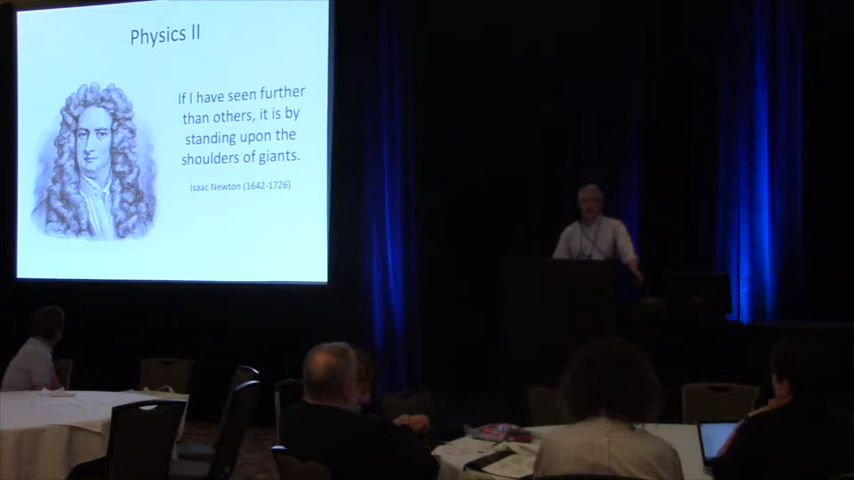 Physics II
If I have seen further
than others, it is by
standing upon the
shoulders of giants.
Isaac Newton (1642-1726)